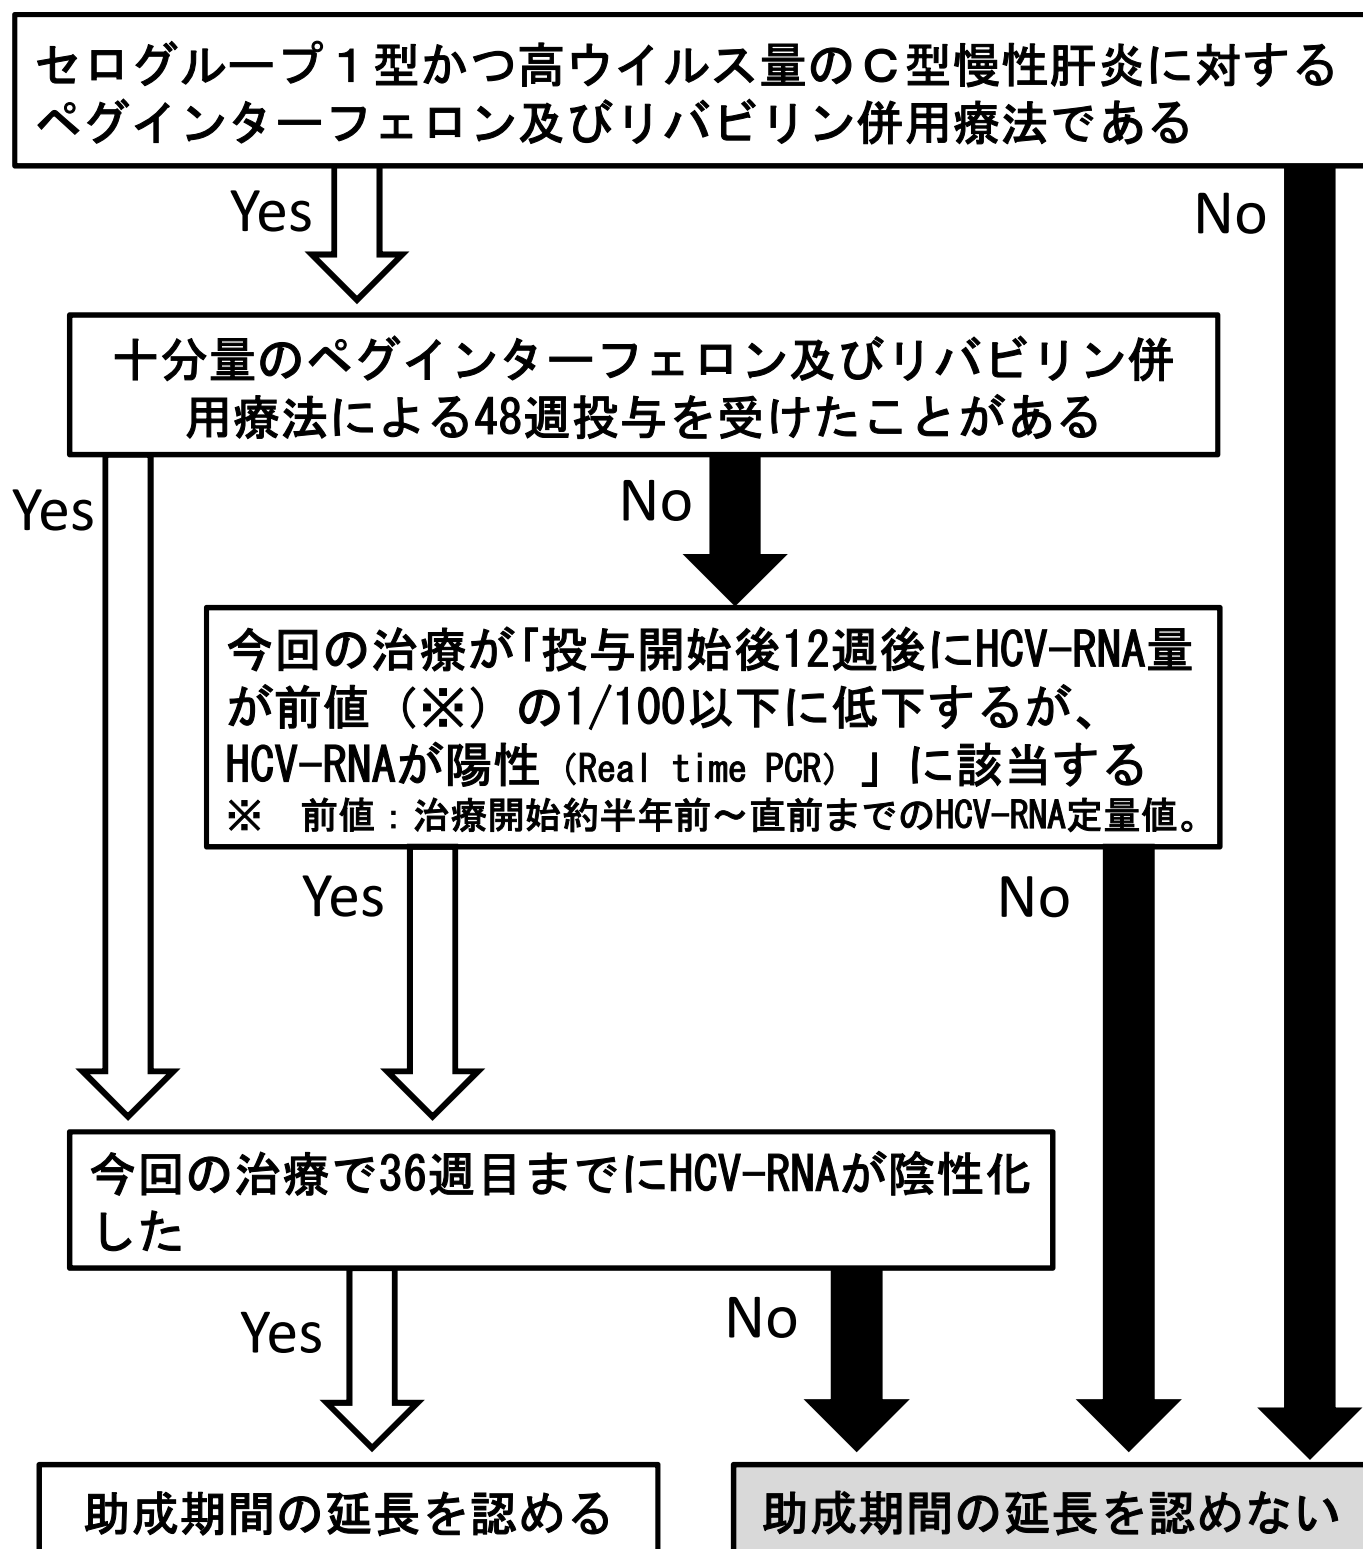 セログループ１型かつ高ウイルス量のＣ型慢性肝炎に対する
ペグインターフェロン及びリバビリン併用療法である
Yes
No
十分量のペグインターフェロン及びリバビリン併
用療法による48週投与を受けたことがある
Yes
No
今回の治療が「投与開始後12週後にHCV-RNA量
が前値（※）の1/100以下に低下するが、
HCV-RNAが陽性（Real time PCR）」に該当する
※　前値：治療開始約半年前～直前までのHCV-RNA定量値。
Yes
No
今回の治療で36週目までにHCV-RNAが陰性化
した
Yes
No
助成期間の延長を認める
助成期間の延長を認めない